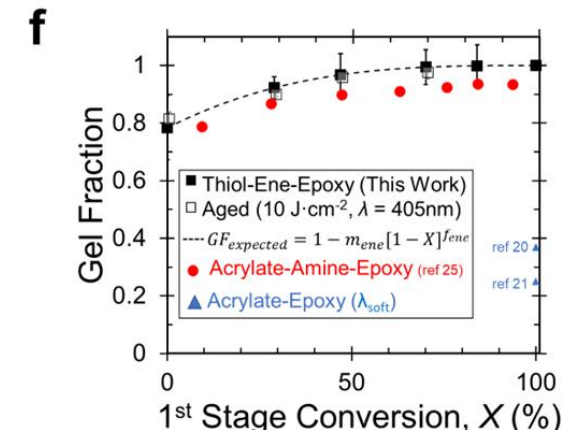 f
Gel Fraction
1
0.8
0.6
0.4
0.2
0
Thiol-Ene-Epoxy (This Work)
Aged (10 J·cm⁻², λ = 405nm)
GF_expected = 1 − m_ene[1 − X]^f_ene
Acrylate-Amine-Epoxy (ref 25)
Acrylate-Epoxy (λ_soft)
ref 20
ref 21
0 50 100
1st Stage Conversion, X (%)